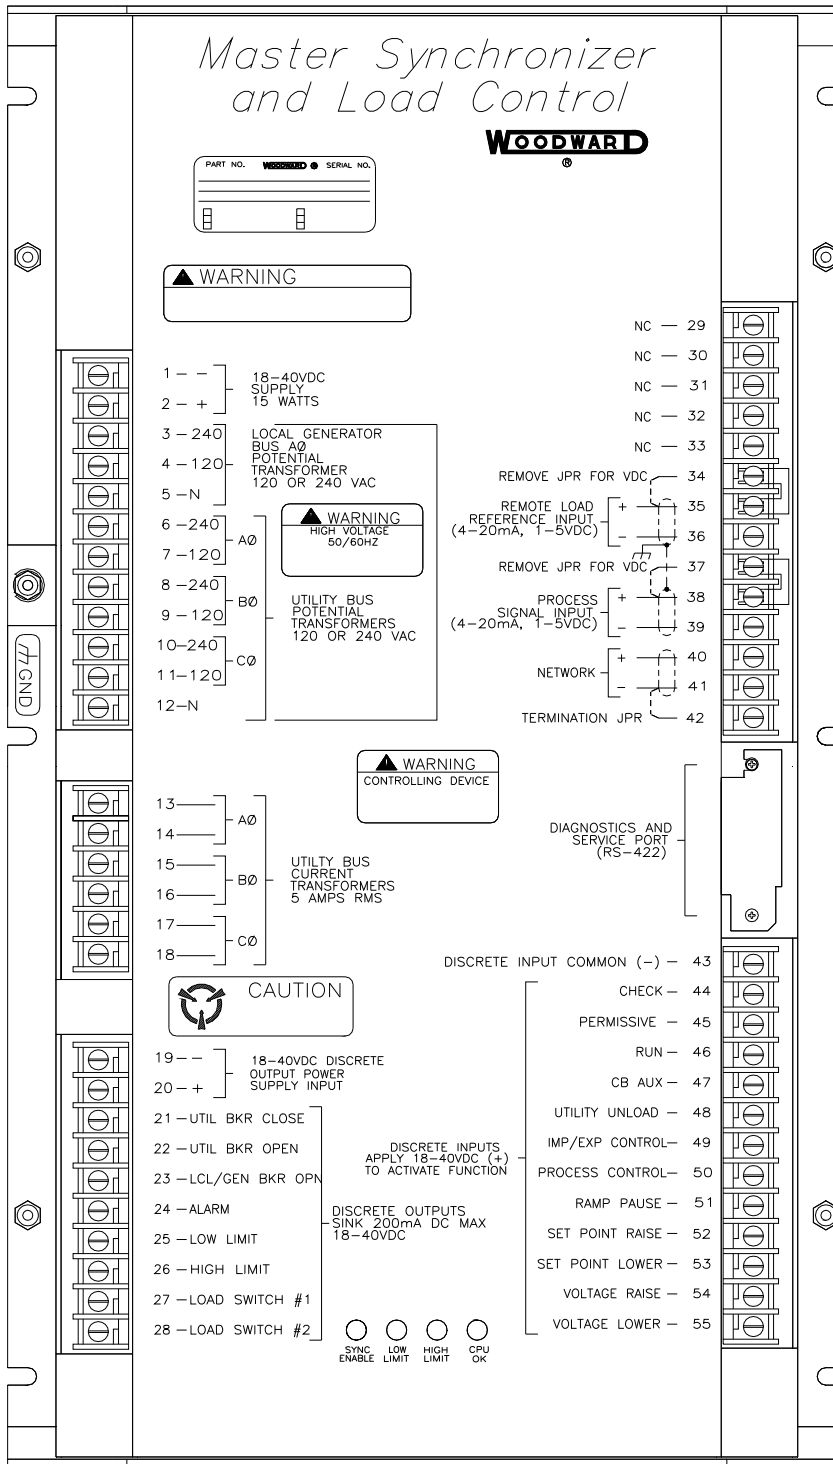 Master Synchronizer
and Load Control
WOODWARD
®
PART NO. WOODWARD ® SERIAL NO.
WARNING
1 - -
2 - +
18-40VDC
SUPPLY
15 WATTS
3 - 240
4 - 120
5 - N
LOCAL GENERATOR
BUS AØ
POTENTIAL
TRANSFORMER
120 OR 240 VAC
6 - 240
7 - 120
AØ
8 - 240
9 - 120
BØ
10 - 240
11 - 120
CØ
12 - N
WARNING
HIGH VOLTAGE
50/60HZ
UTILITY BUS
POTENTIAL
TRANSFORMERS
120 OR 240 VAC
GND
NC - 29
NC - 30
NC - 31
NC - 32
NC - 33
REMOVE JPR FOR VDC 34
REMOTE LOAD
REFERENCE INPUT
(4-20mA, 1-5VDC)
+ 35
- 36
REMOVE JPR FOR VDC 37
PROCESS
SIGNAL INPUT
(4-20mA, 1-5VDC)
+ 38
- 39
NETWORK
+ 40
- 41
TERMINATION JPR 42
WARNING
CONTROLLING DEVICE
13
14
AØ
15
16
BØ
17
18
CØ
UTILTY BUS
CURRENT
TRANSFORMERS
5 AMPS RMS
DIAGNOSTICS AND
SERVICE PORT
(RS-422)
CAUTION
19 - -
20 - +
18-40VDC DISCRETE
OUTPUT POWER
SUPPLY INPUT
21 - UTIL BKR CLOSE
22 - UTIL BKR OPEN
23 - LCL/GEN BKR OPN
24 - ALARM
25 - LOW LIMIT
26 - HIGH LIMIT
27 - LOAD SWITCH #1
28 - LOAD SWITCH #2
DISCRETE OUTPUTS
SINK 200mA DC MAX
18-40VDC
SYNC
ENABLE
LOW
LIMIT
HIGH
LIMIT
CPU
OK
DISCRETE INPUT COMMON (-) - 43
CHECK - 44
PERMISSIVE - 45
RUN - 46
CB AUX - 47
UTILITY UNLOAD - 48
IMP/EXP CONTROL - 49
PROCESS CONTROL - 50
RAMP PAUSE - 51
SET POINT RAISE - 52
SET POINT LOWER - 53
VOLTAGE RAISE - 54
VOLTAGE LOWER - 55
DISCRETE INPUTS
APPLY 18-40VDC (+)
TO ACTIVATE FUNCTION